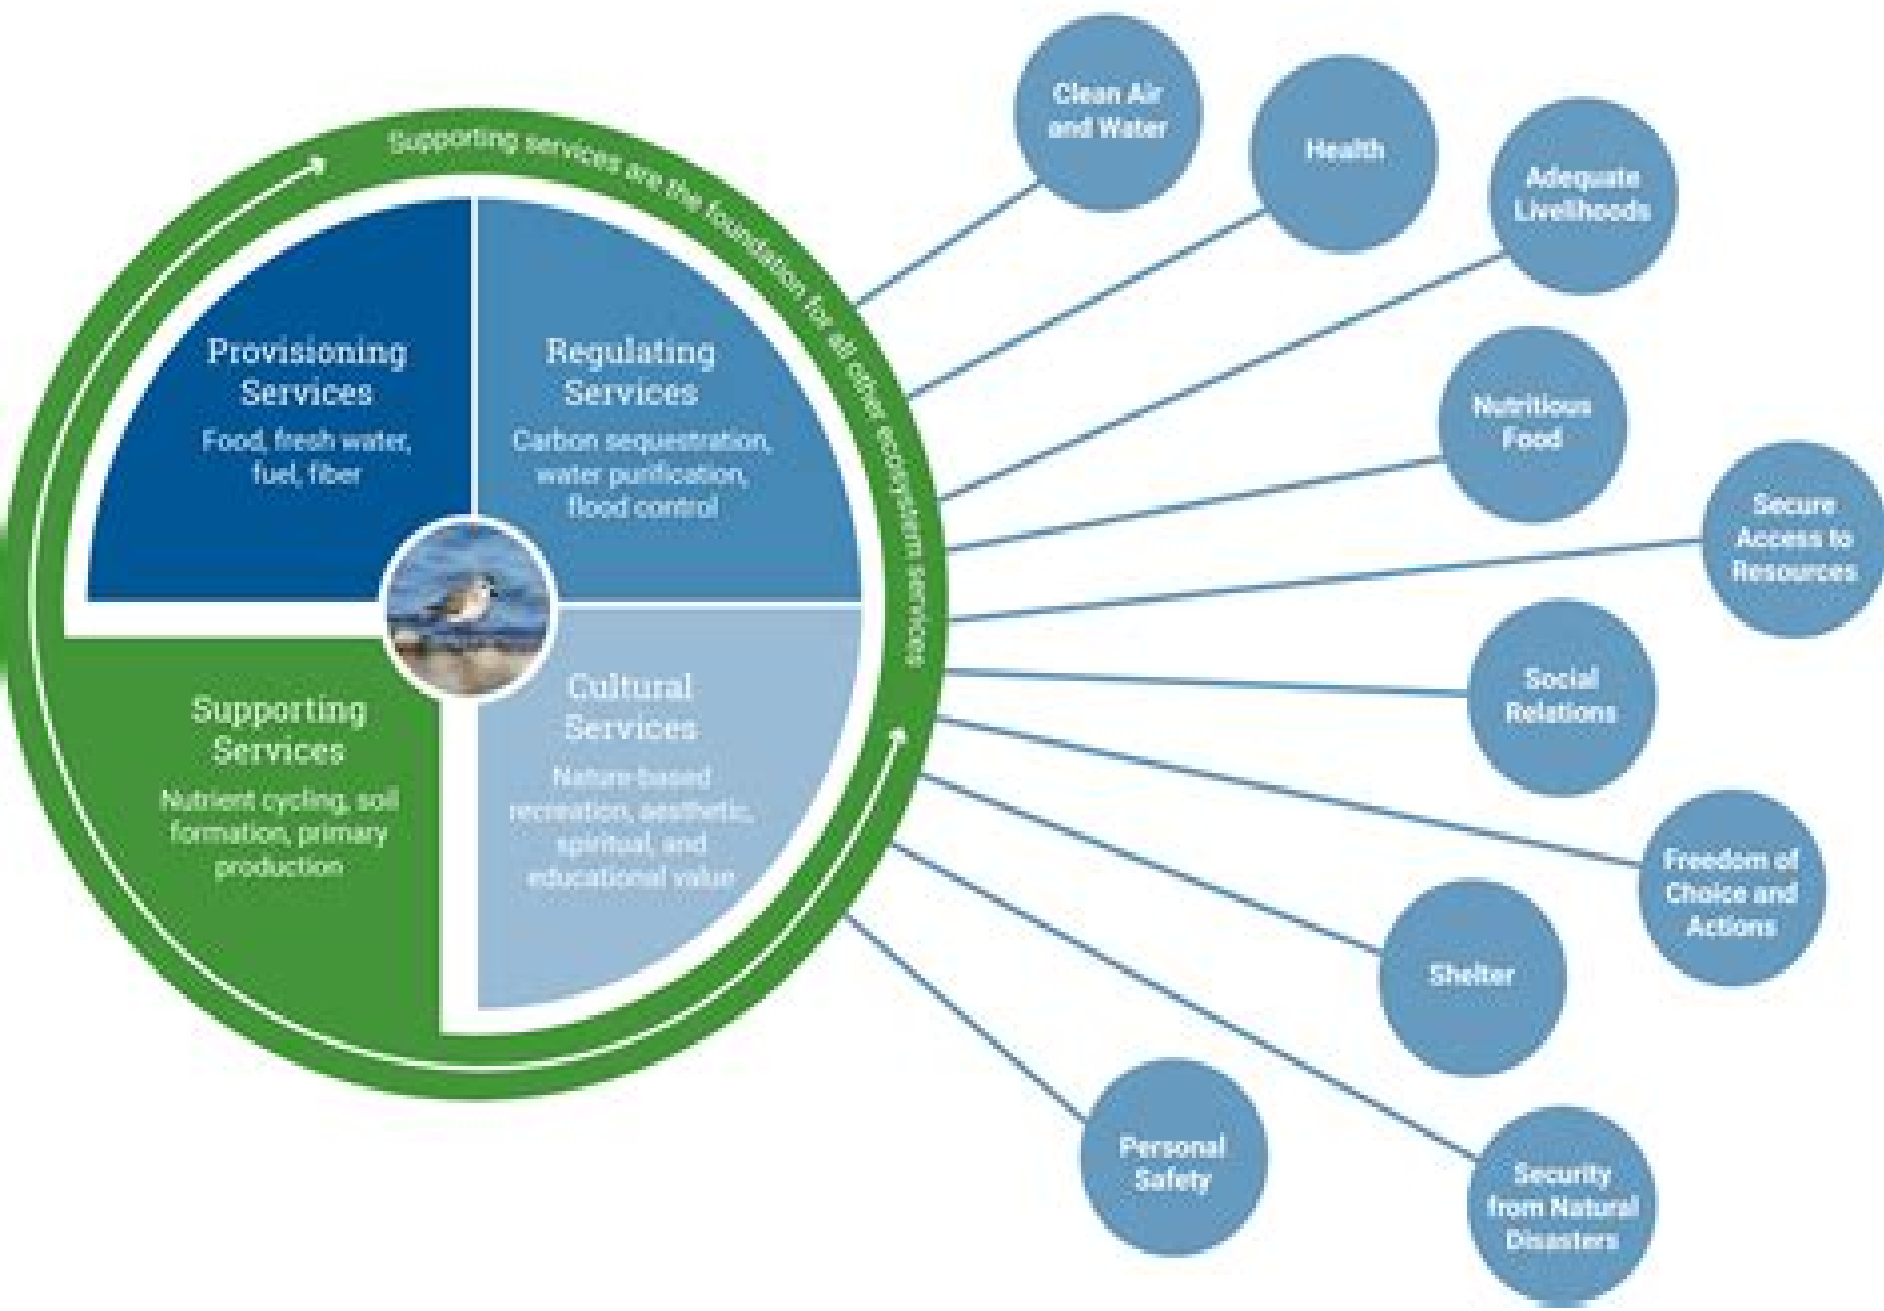 Supporting services are the foundation for all other ecosystem services
Provisioning
Services
Food, fresh water,
fuel, fiber
Regulating
Services
Carbon sequestration,
water purification,
flood control
Supporting
Services
Nutrient cycling, soil
formation, primary
production
Cultural
Services
Nature-based
recreation, aesthetic,
spiritual, and
educational value
Clean Air
and Water
Health
Adequate
Livelihoods
Nutritious
Food
Secure
Access to
Resources
Social
Relations
Freedom of
Choice and
Actions
Shelter
Security
from Natural
Disasters
Personal
Safety